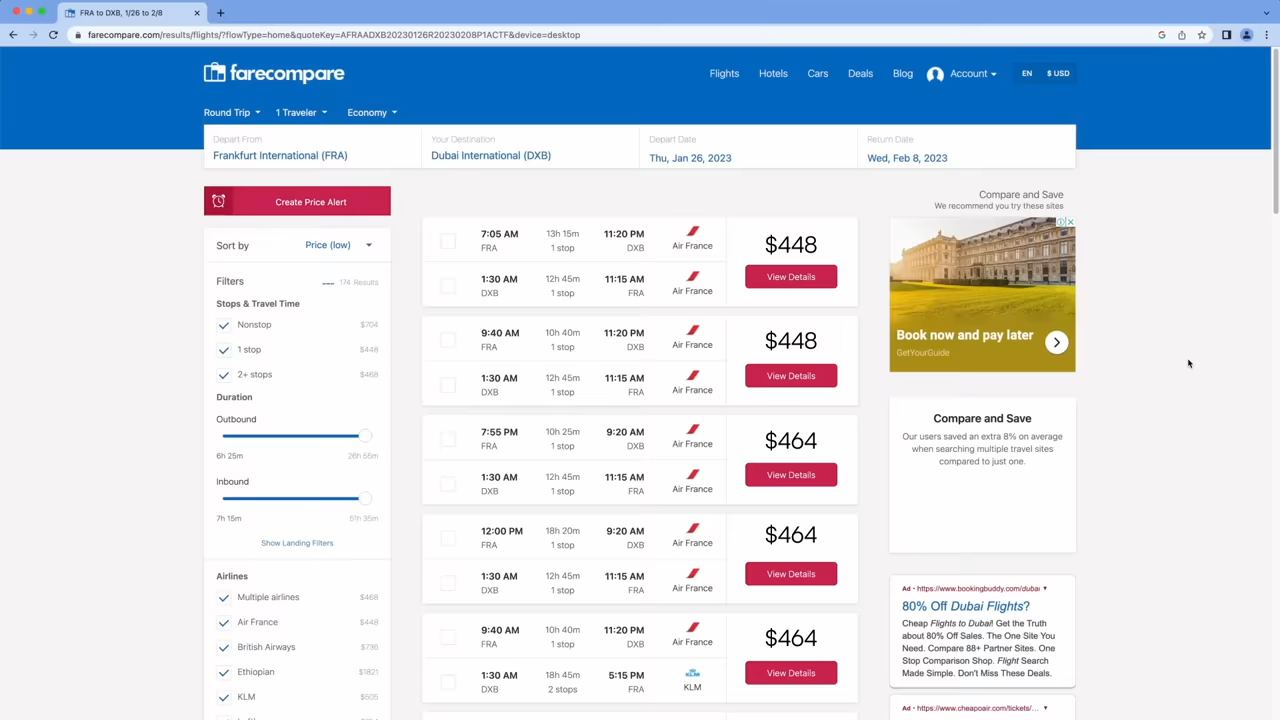 FRA to DXB, 1/26 to 2/8
farecompare.com/results/flights/?flowType=home&quoteKey=AFRAADXB20230126R20230208P1ACTF&device=desktop
farecompare
Flights
Hotels
Cars
Deals
Blog
Account
EN
$ USD
Round Trip
1 Traveler
Economy
Depart From
Frankfurt International (FRA)
Your Destination
Dubai International (DXB)
Depart Date
Thu, Jan 26, 2023
Return Date
Wed, Feb 8, 2023
Create Price Alert
Sort by
Price (low)
Filters
174 Results
Stops & Travel Time
Nonstop
$704
1 stop
$448
2+ stops
$468
Duration
Outbound
6h 25m
26h 55m
Inbound
7h 15m
51h 35m
Show Landing Filters
Airlines
Multiple airlines
$468
Air France
$448
British Airways
$736
Ethiopian
$1821
KLM
$505
7:05 AM
13h 15m
11:20 PM
FRA
1 stop
DXB
Air France
1:30 AM
12h 45m
11:15 AM
DXB
1 stop
FRA
Air France
$448
View Details
9:40 AM
10h 40m
11:20 PM
FRA
1 stop
DXB
Air France
1:30 AM
12h 45m
11:15 AM
DXB
1 stop
FRA
Air France
$448
View Details
7:55 PM
10h 25m
9:20 AM
FRA
1 stop
DXB
Air France
1:30 AM
12h 45m
11:15 AM
DXB
1 stop
FRA
Air France
$464
View Details
12:00 PM
18h 20m
9:20 AM
FRA
1 stop
DXB
Air France
1:30 AM
12h 45m
11:15 AM
DXB
1 stop
FRA
Air France
$464
View Details
9:40 AM
10h 40m
11:20 PM
FRA
1 stop
DXB
Air France
1:30 AM
18h 45m
5:15 PM
DXB
2 stops
FRA
KLM
$464
View Details
Compare and Save
We recommend you try these sites
Book now and pay later
GetYourGuide
Compare and Save
Our users saved an extra 8% on average
when searching multiple travel sites
compared to just one.
Ad • https://www.bookingbuddy.com/dubai
80% Off Dubai Flights?
Cheap Flights to Dubai! Get the Truth
about 80% Off Sales. The One Site You
Need. Compare 88+ Partner Sites. One
Stop Comparison Shop. Flight Search
Made Simple. Don't Miss These Deals.
Ad • https://www.cheapoair.com/tickets/...